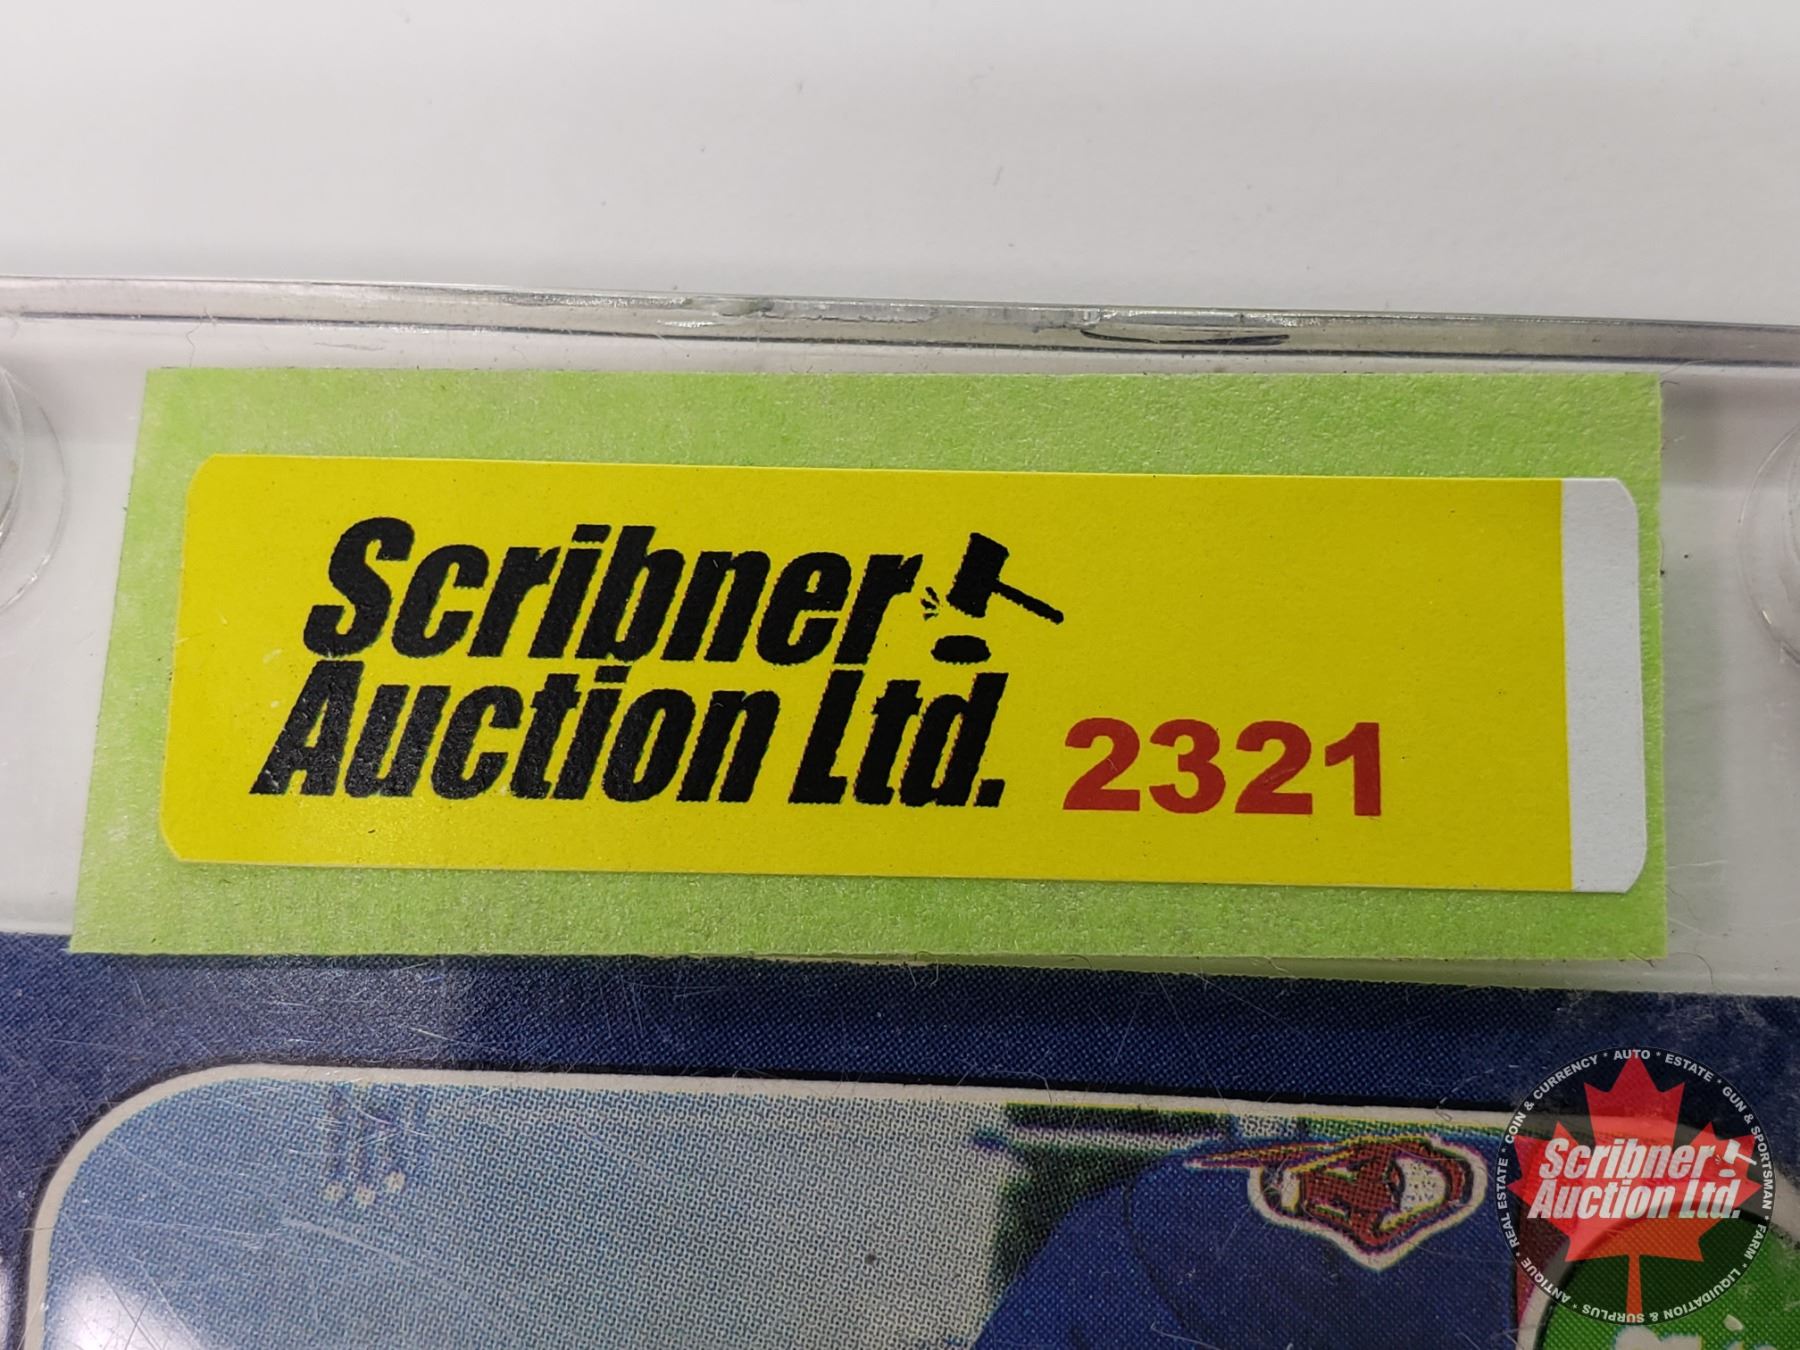 Scribner
Auction Ltd. 2321
Scribner
Auction Ltd.
ANTIQUE * REAL ESTATE * COIN & CURRENCY * AUTO * ESTATE * GUN & SPORTSMAN * FARM * LIQUIDATION & SURPLUS *